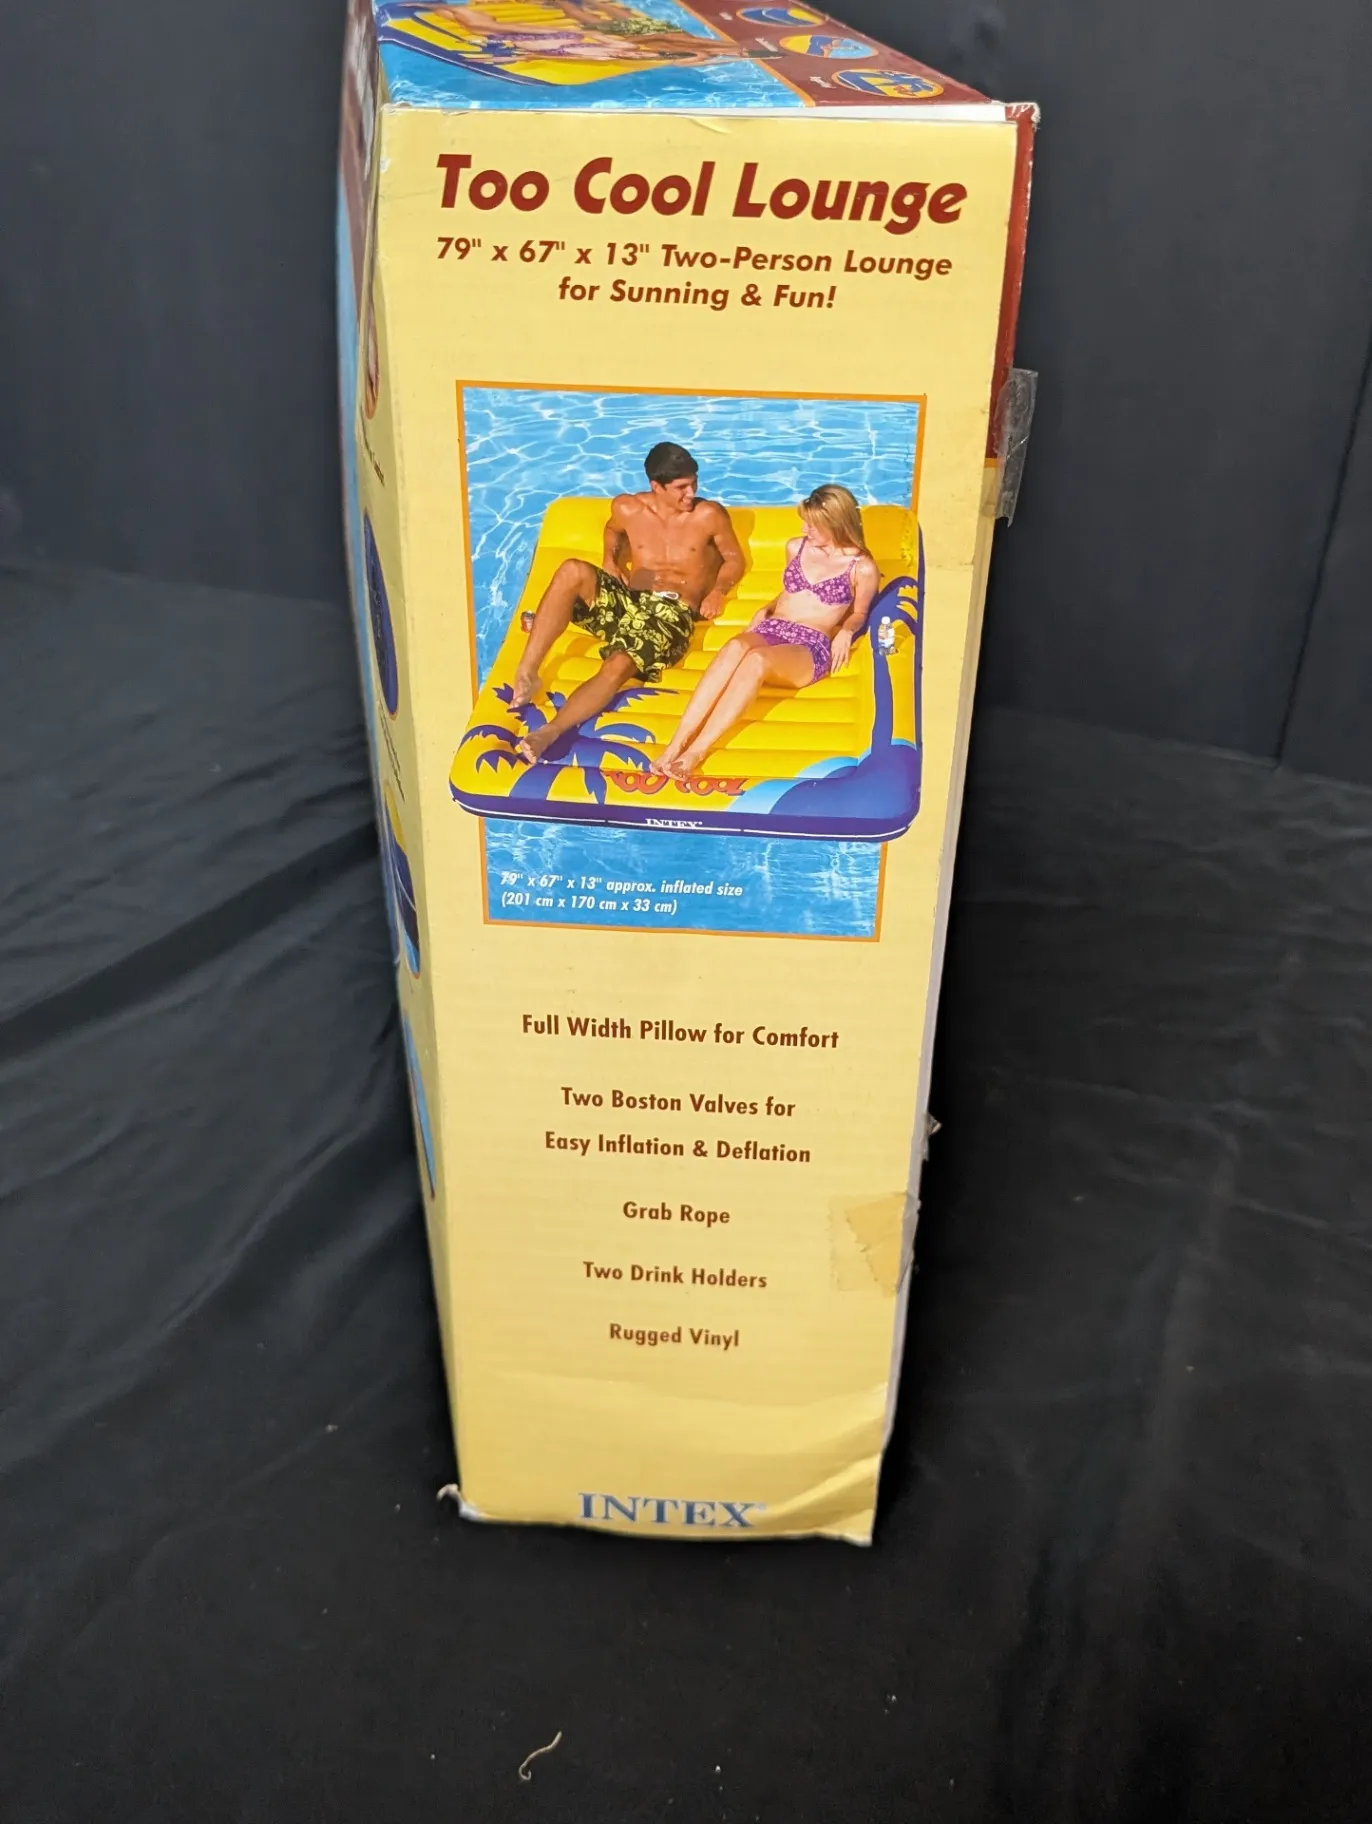 Too Cool Lounge
79" x 67" x 13" Two-Person Lounge
for Sunning & Fun!
TOO COOL
INTEX
79" x 67" x 13" approx. inflated size
(201 cm x 170 cm x 33 cm)
Full Width Pillow for Comfort
Two Boston Valves for
Easy Inflation & Deflation
Grab Rope
Two Drink Holders
Rugged Vinyl
INTEX